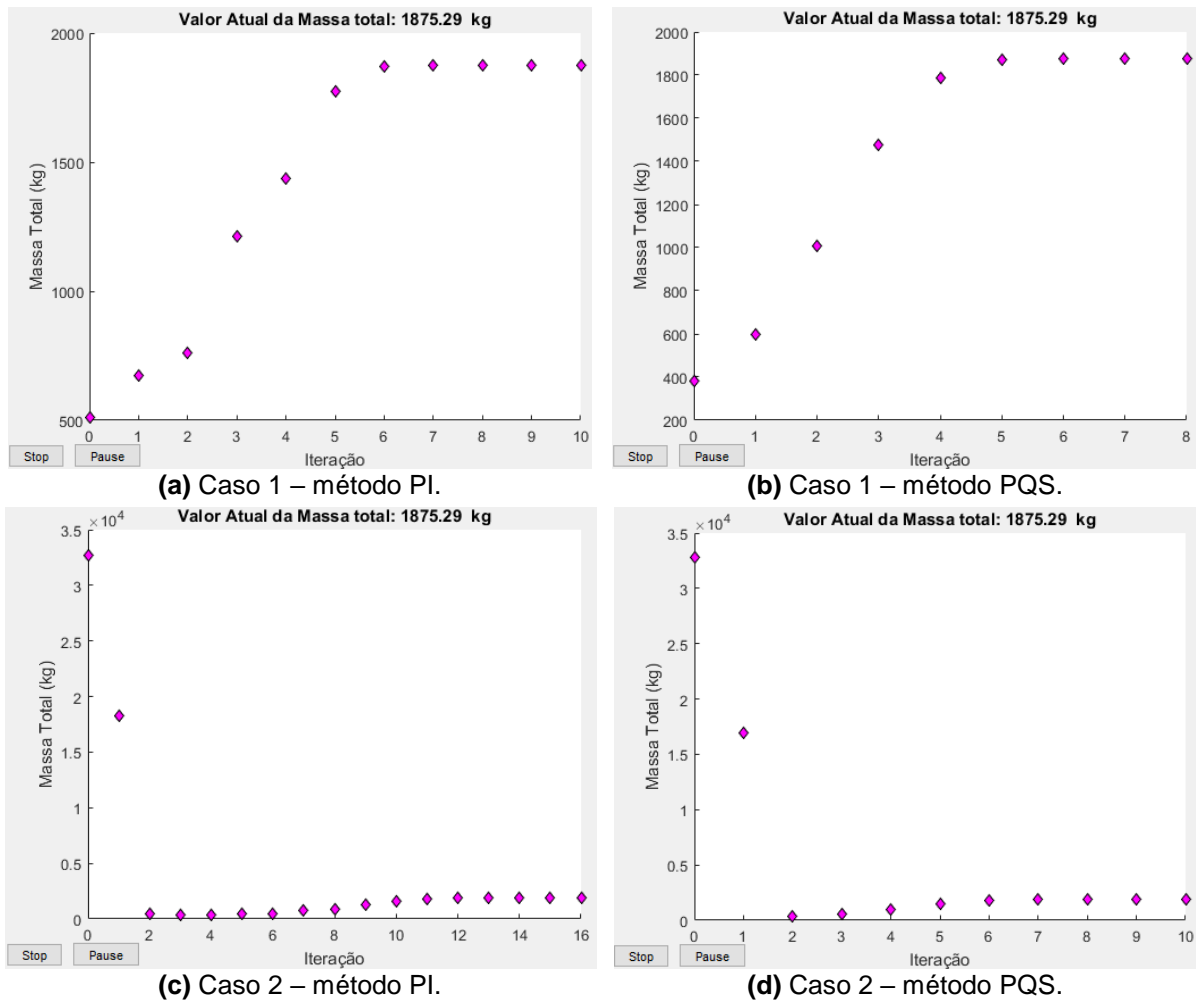 Valor Atual da Massa total: 1875.29 kg
2000
1500
1000
500
Massa Total (kg)
0 1 2 3 4 5 6 7 8 9 10
Iteração
Stop Pause
(a) Caso 1 – método PI.
Valor Atual da Massa total: 1875.29 kg
2000
1800
1600
1400
1200
1000
800
600
400
200
Massa Total (kg)
0 1 2 3 4 5 6 7 8
Iteração
Stop Pause
(b) Caso 1 – método PQS.
Valor Atual da Massa total: 1875.29 kg
×10⁴
3.5
3
2.5
2
1.5
1
0.5
0
Massa Total (kg)
0 2 4 6 8 10 12 14 16
Iteração
Stop Pause
(c) Caso 2 – método PI.
Valor Atual da Massa total: 1875.29 kg
×10⁴
3.5
3
2.5
2
1.5
1
0.5
0
Massa Total (kg)
0 1 2 3 4 5 6 7 8 9 10
Iteração
Stop Pause
(d) Caso 2 – método PQS.